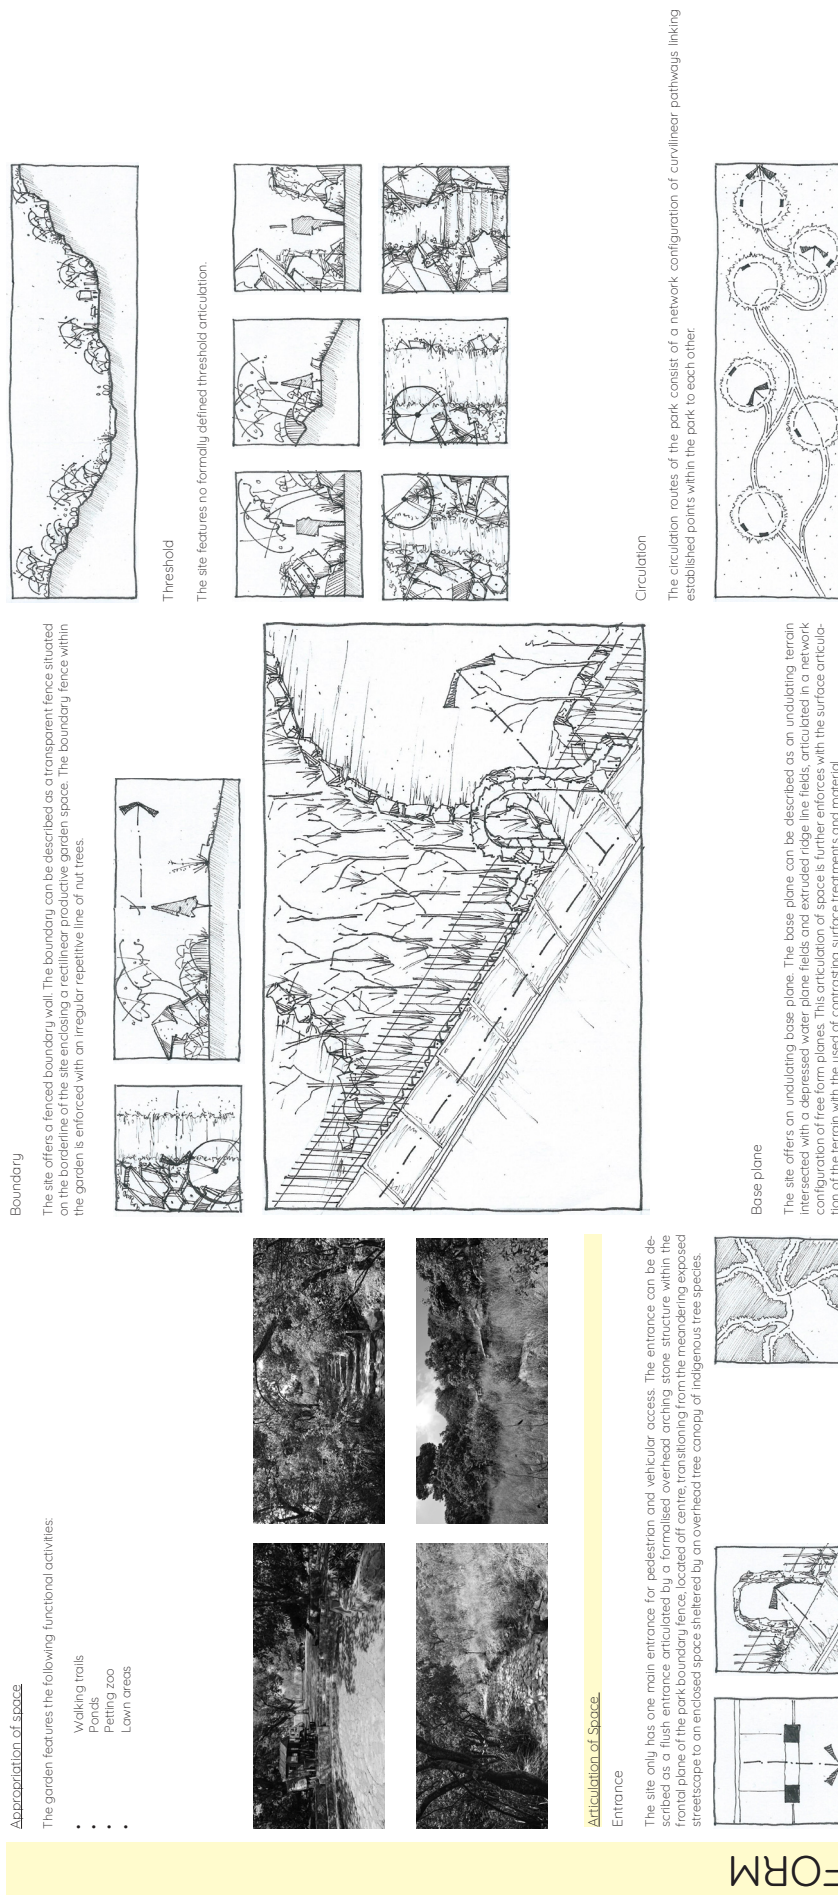 FORM
Appropriation of space
The garden features the following functional activities:
• Walking trails
• Ponds
• Petting zoo
• Lawn areas
Articulation of Space
Entrance
The site only has one main entrance for pedestrian and vehicular access. The entrance can be de-
scribed as a flush entrance articulated by a formalised overhead arching stone structure within the
frontal plane of the park boundary fence, located off centre, transitioning from the meandering exposed
streetscape to an enclosed space sheltered by an overhead tree canopy of indigenous tree species.
Boundary
The site offers a fenced boundary wall. The boundary can be described as a transparent fence situated
on the borderline of the site enclosing a rectilinear productive garden space. The boundary fence within
the garden is enforced with an irregular repetitive line of nut trees.
Base plane
The site offers an undulating base plane. The base plane can be described as an undulating terrain
intersected with a depressed water plane fields and extruded ridge line fields, articulated in a network
configuration of free form planes. This articulation of space is further enforces with the surface articula-
tion of the terrain with the used of contrasting surface treatments and material.
Threshold
The site features no formally defined threshold articulation.
Circulation
The circulation routes of the park consist of a network configuration of curvilinear pathways linking
established points within the park to each other.